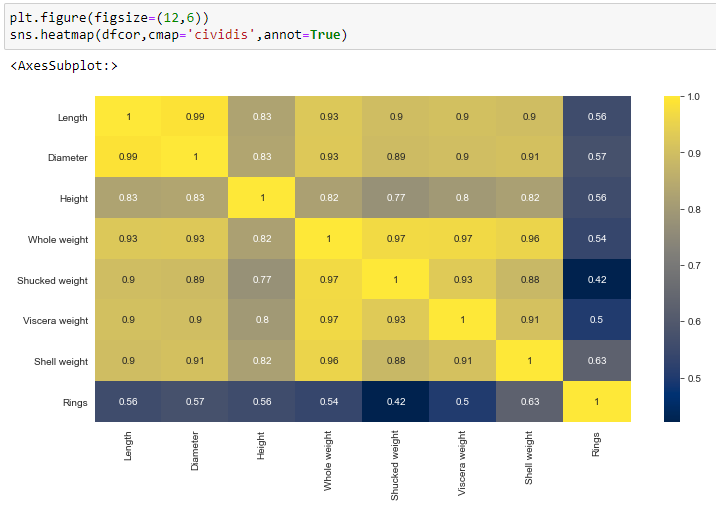 plt.figure(figsize=(12,6))
sns.heatmap(dfcor,cmap='cividis',annot=True)
<AxesSubplot:>
Length 1 0.99 0.83 0.93 0.9 0.9 0.9 0.56
Diameter 0.99 1 0.83 0.93 0.89 0.9 0.91 0.57
Height 0.83 0.83 1 0.82 0.77 0.8 0.82 0.56
Whole weight 0.93 0.93 0.82 1 0.97 0.97 0.96 0.54
Shucked weight 0.9 0.89 0.77 0.97 1 0.93 0.88 0.42
Viscera weight 0.9 0.9 0.8 0.97 0.93 1 0.91 0.5
Shell weight 0.9 0.91 0.82 0.96 0.88 0.91 1 0.63
Rings 0.56 0.57 0.56 0.54 0.42 0.5 0.63 1
Length
Diameter
Height
Whole weight
Shucked weight
Viscera weight
Shell weight
Rings
1.0
0.9
0.8
0.7
0.6
0.5